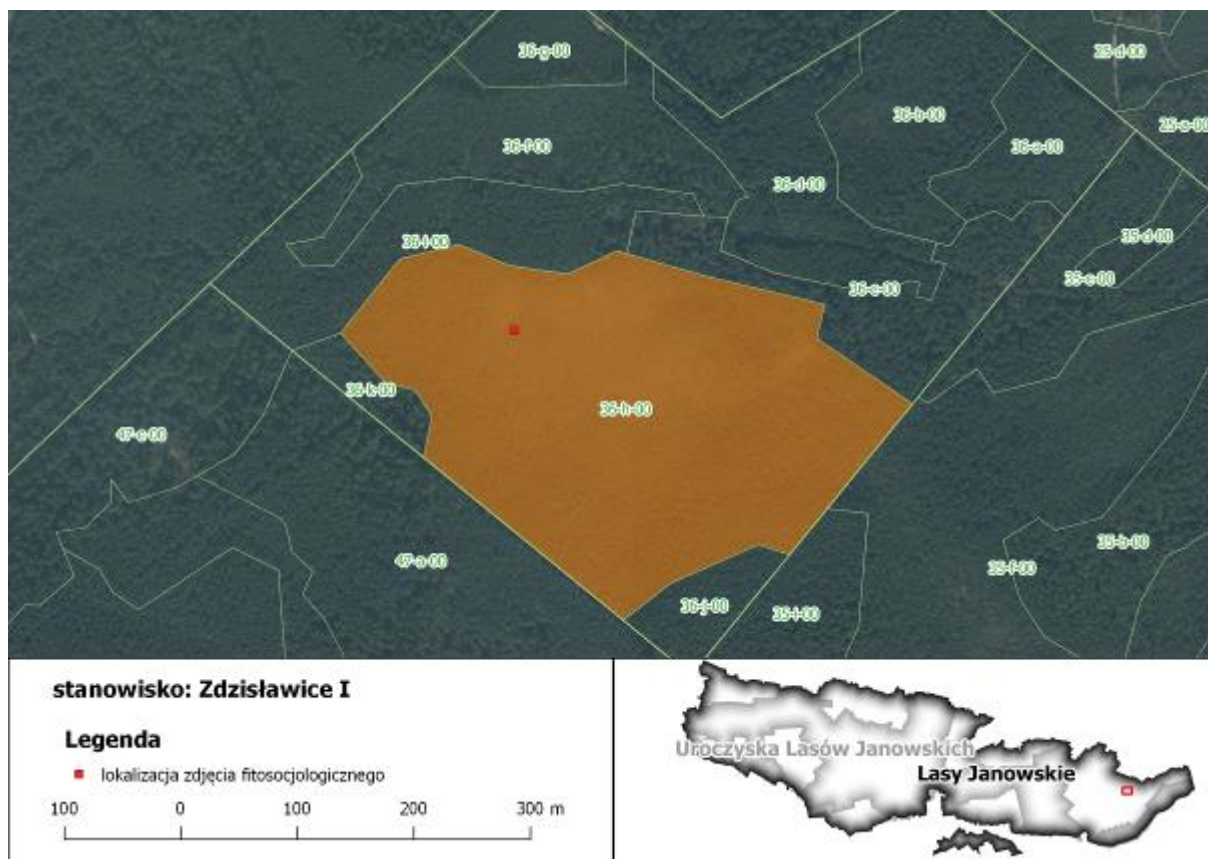 36-g-00
25-d-00
36-b-00
25-o-00
36-f-00
36-a-00
36-d-00
35-d-00
36-i-00
35-c-00
36-c-00
36-k-00
36-h-00
47-c-00
35-b-00
47-a-00
35-f-00
36-j-00
35-i-00
stanowisko: Zdzisławice I
Legenda
lokalizacja zdjęcia fitosocjologicznego
100 0 100 200 300 m
Uroczyska Lasów Janowskich
Lasy Janowskie